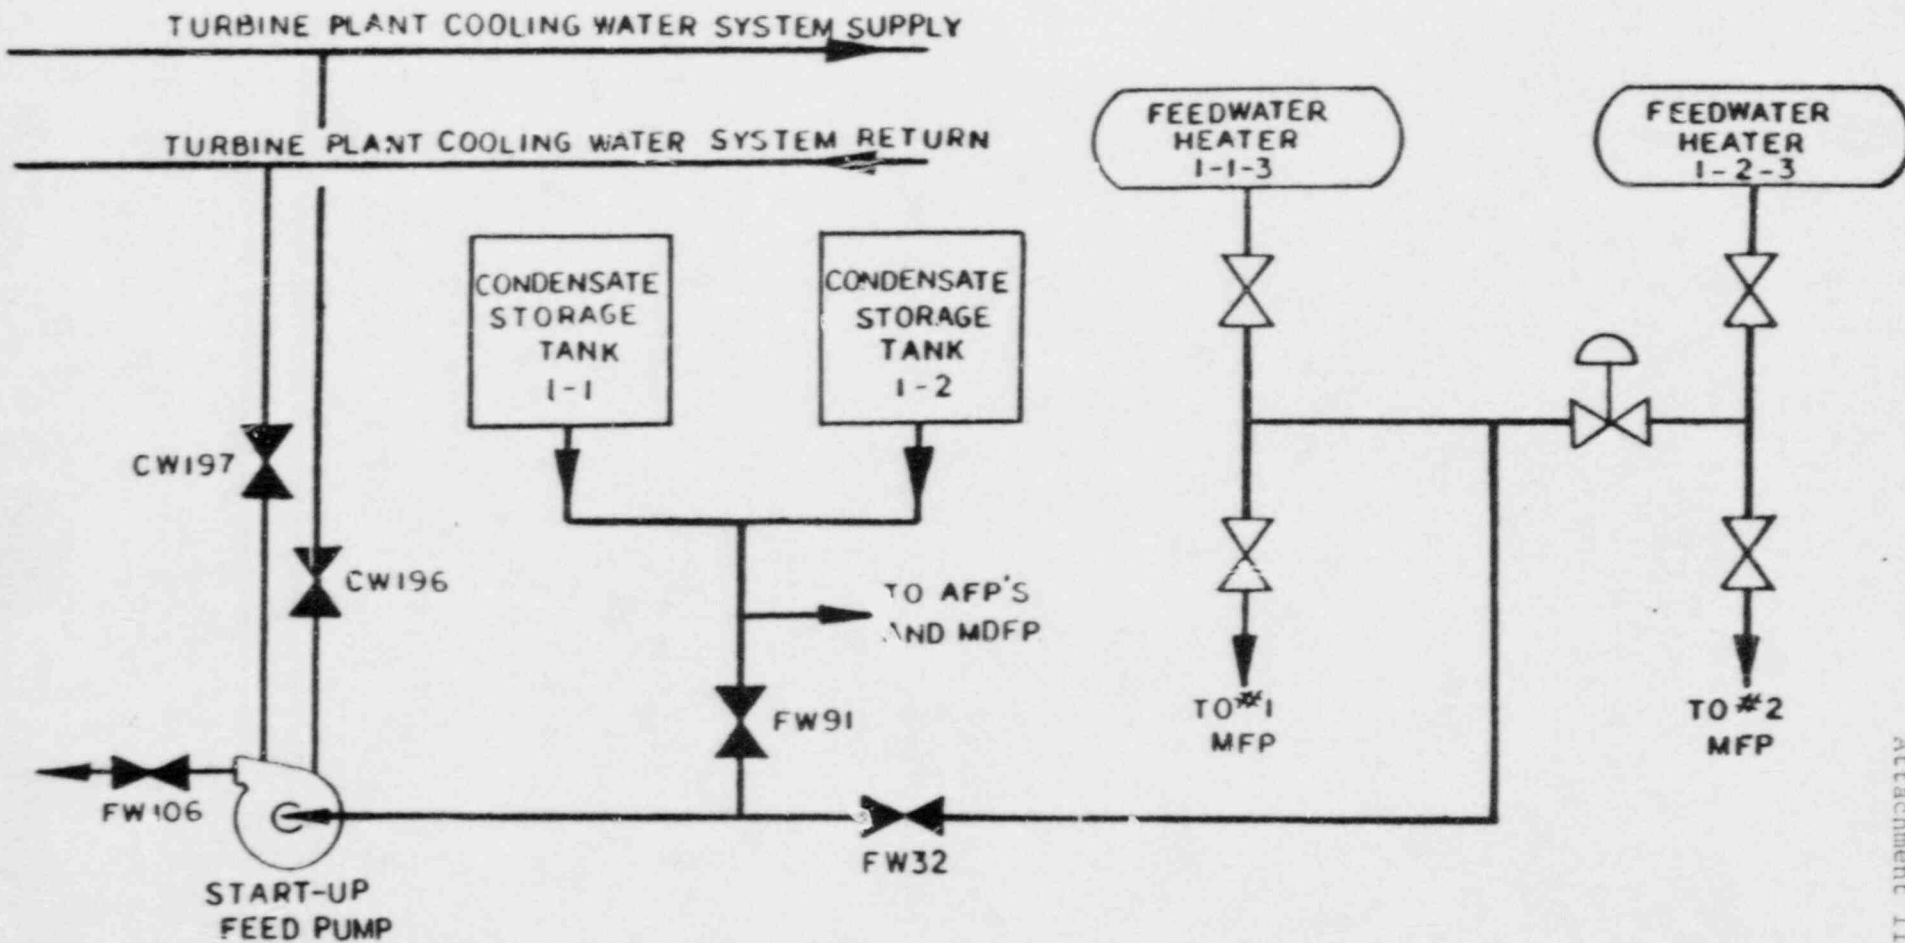 TURBINE PLANT COOLING WATER SYSTEM SUPPLY
TURBINE PLANT COOLING WATER SYSTEM RETURN
FEEDWATER
HEATER
1-1-3
FEEDWATER
HEATER
1-2-3
CONDENSATE
STORAGE
TANK
1-1
CONDENSATE
STORAGE
TANK
1-2
CW197
CW196
TO AFP'S
AND MDFP
FW91
TO #1
MFP
TO #2
MFP
FW106
FW32
START-UP
FEED PUMP
Attachment